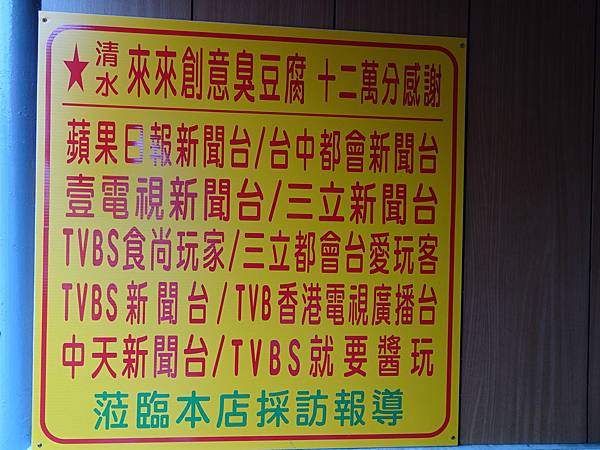 ★清水 來來創意臭豆腐 十二萬分感謝
蘋果日報新聞台/台中都會新聞台
壹電視新聞台/三立新聞台
TVBS食尚玩家/三立都會台愛玩客
TVBS新聞台/TVB香港電視廣播台
中天新聞台/TVBS就要醬玩
蒞臨本店採訪報導